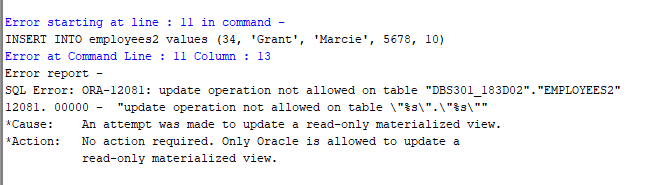 Error starting at line : 11 in command -
INSERT INTO employees2 values (34, 'Grant', 'Marcie', 5678, 10)
Error at Command Line : 11 Column : 13
Error report -
SQL Error: ORA-12081: update operation not allowed on table "DBS301_183D02"."EMPLOYEES2"
12081. 00000 -  "update operation not allowed on table \"%s\".\"%s\""
*Cause:    An attempt was made to update a read-only materialized view.
*Action:   No action required. Only Oracle is allowed to update a
           read-only materialized view.